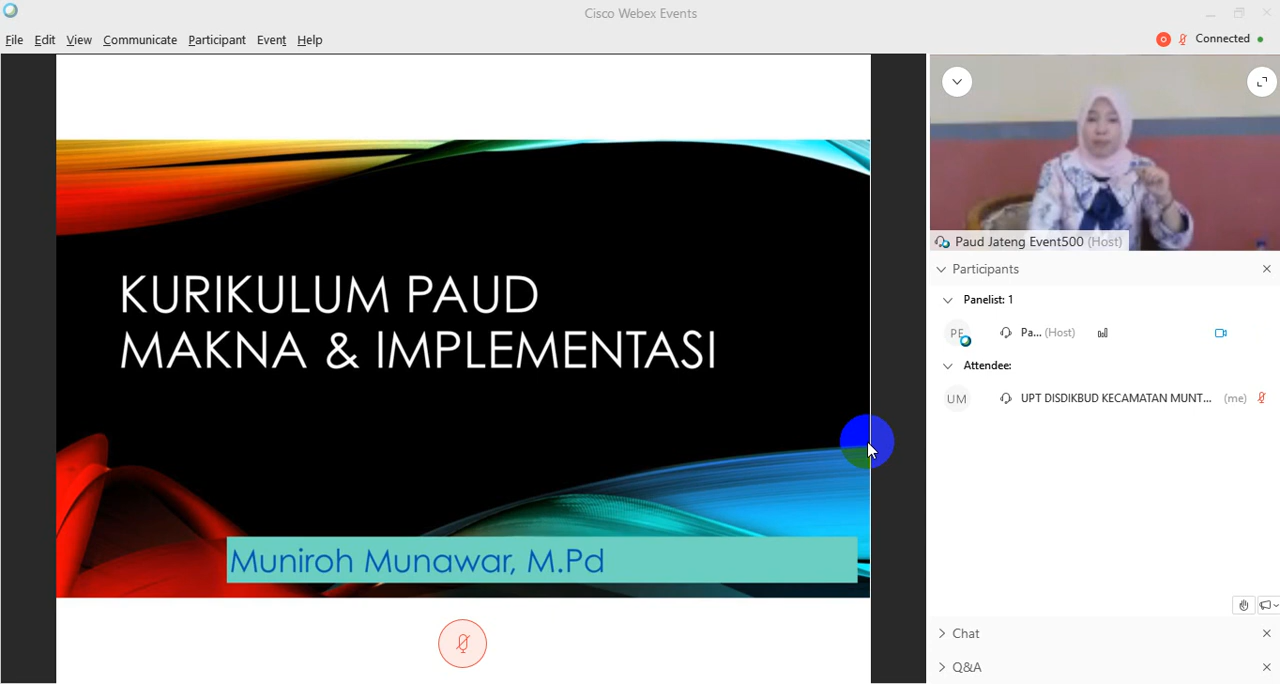 Cisco Webex Events
File Edit View Communicate Participant Event Help
Connected
KURIKULUM PAUD
MAKNA & IMPLEMENTASI
Muniroh Munawar, M.Pd
Paud Jateng Event500 (Host)
Participants
Panelist: 1
PE Pa... (Host)
Attendee:
UM UPT DISDIKBUD KECAMATAN MUNT... (me)
Chat
Q&A